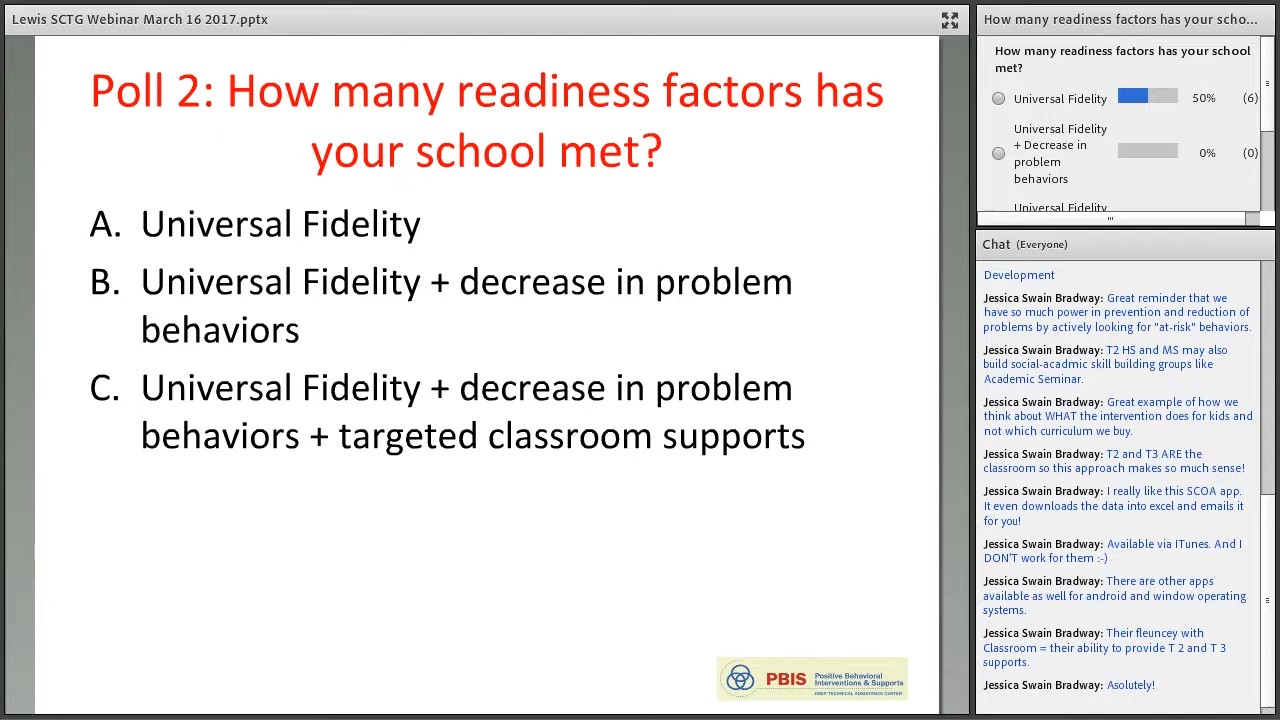 Lewis SCTG Webinar March 16 2017.pptx
Poll 2: How many readiness factors has
your school met?
A. Universal Fidelity
B. Universal Fidelity + decrease in problem
behaviors
C. Universal Fidelity + decrease in problem
behaviors + targeted classroom supports
PBIS
Positive Behavioral
Interventions & Supports
OSEP TECHNICAL ASSISTANCE CENTER
How many readiness factors has your scho...
How many readiness factors has your school
met?
Universal Fidelity 50% (6)
Universal Fidelity
+ Decrease in
problem 0% (0)
behaviors
Universal Fidelity
Chat (Everyone)
Development
Jessica Swain Bradway: Great reminder that we
have so much power in prevention and reduction of
problems by actively looking for "at-risk" behaviors.
Jessica Swain Bradway: T2 HS and MS may also
build social-acadmic skill building groups like
Academic Seminar.
Jessica Swain Bradway: Great example of how we
think about WHAT the intervention does for kids and
not which curriculum we buy.
Jessica Swain Bradway: T2 and T3 ARE the
classroom so this approach makes so much sense!
Jessica Swain Bradway: I really like this SCOA app.
It even downloads the data into excel and emails it
for you!
Jessica Swain Bradway: Available via ITunes. And I
DON'T work for them :-)
Jessica Swain Bradway: There are other apps
available as well for android and window operating
systems.
Jessica Swain Bradway: Their fleuncey with
Classroom = their ability to provide T 2 and T 3
supports.
Jessica Swain Bradway: Asolutely!